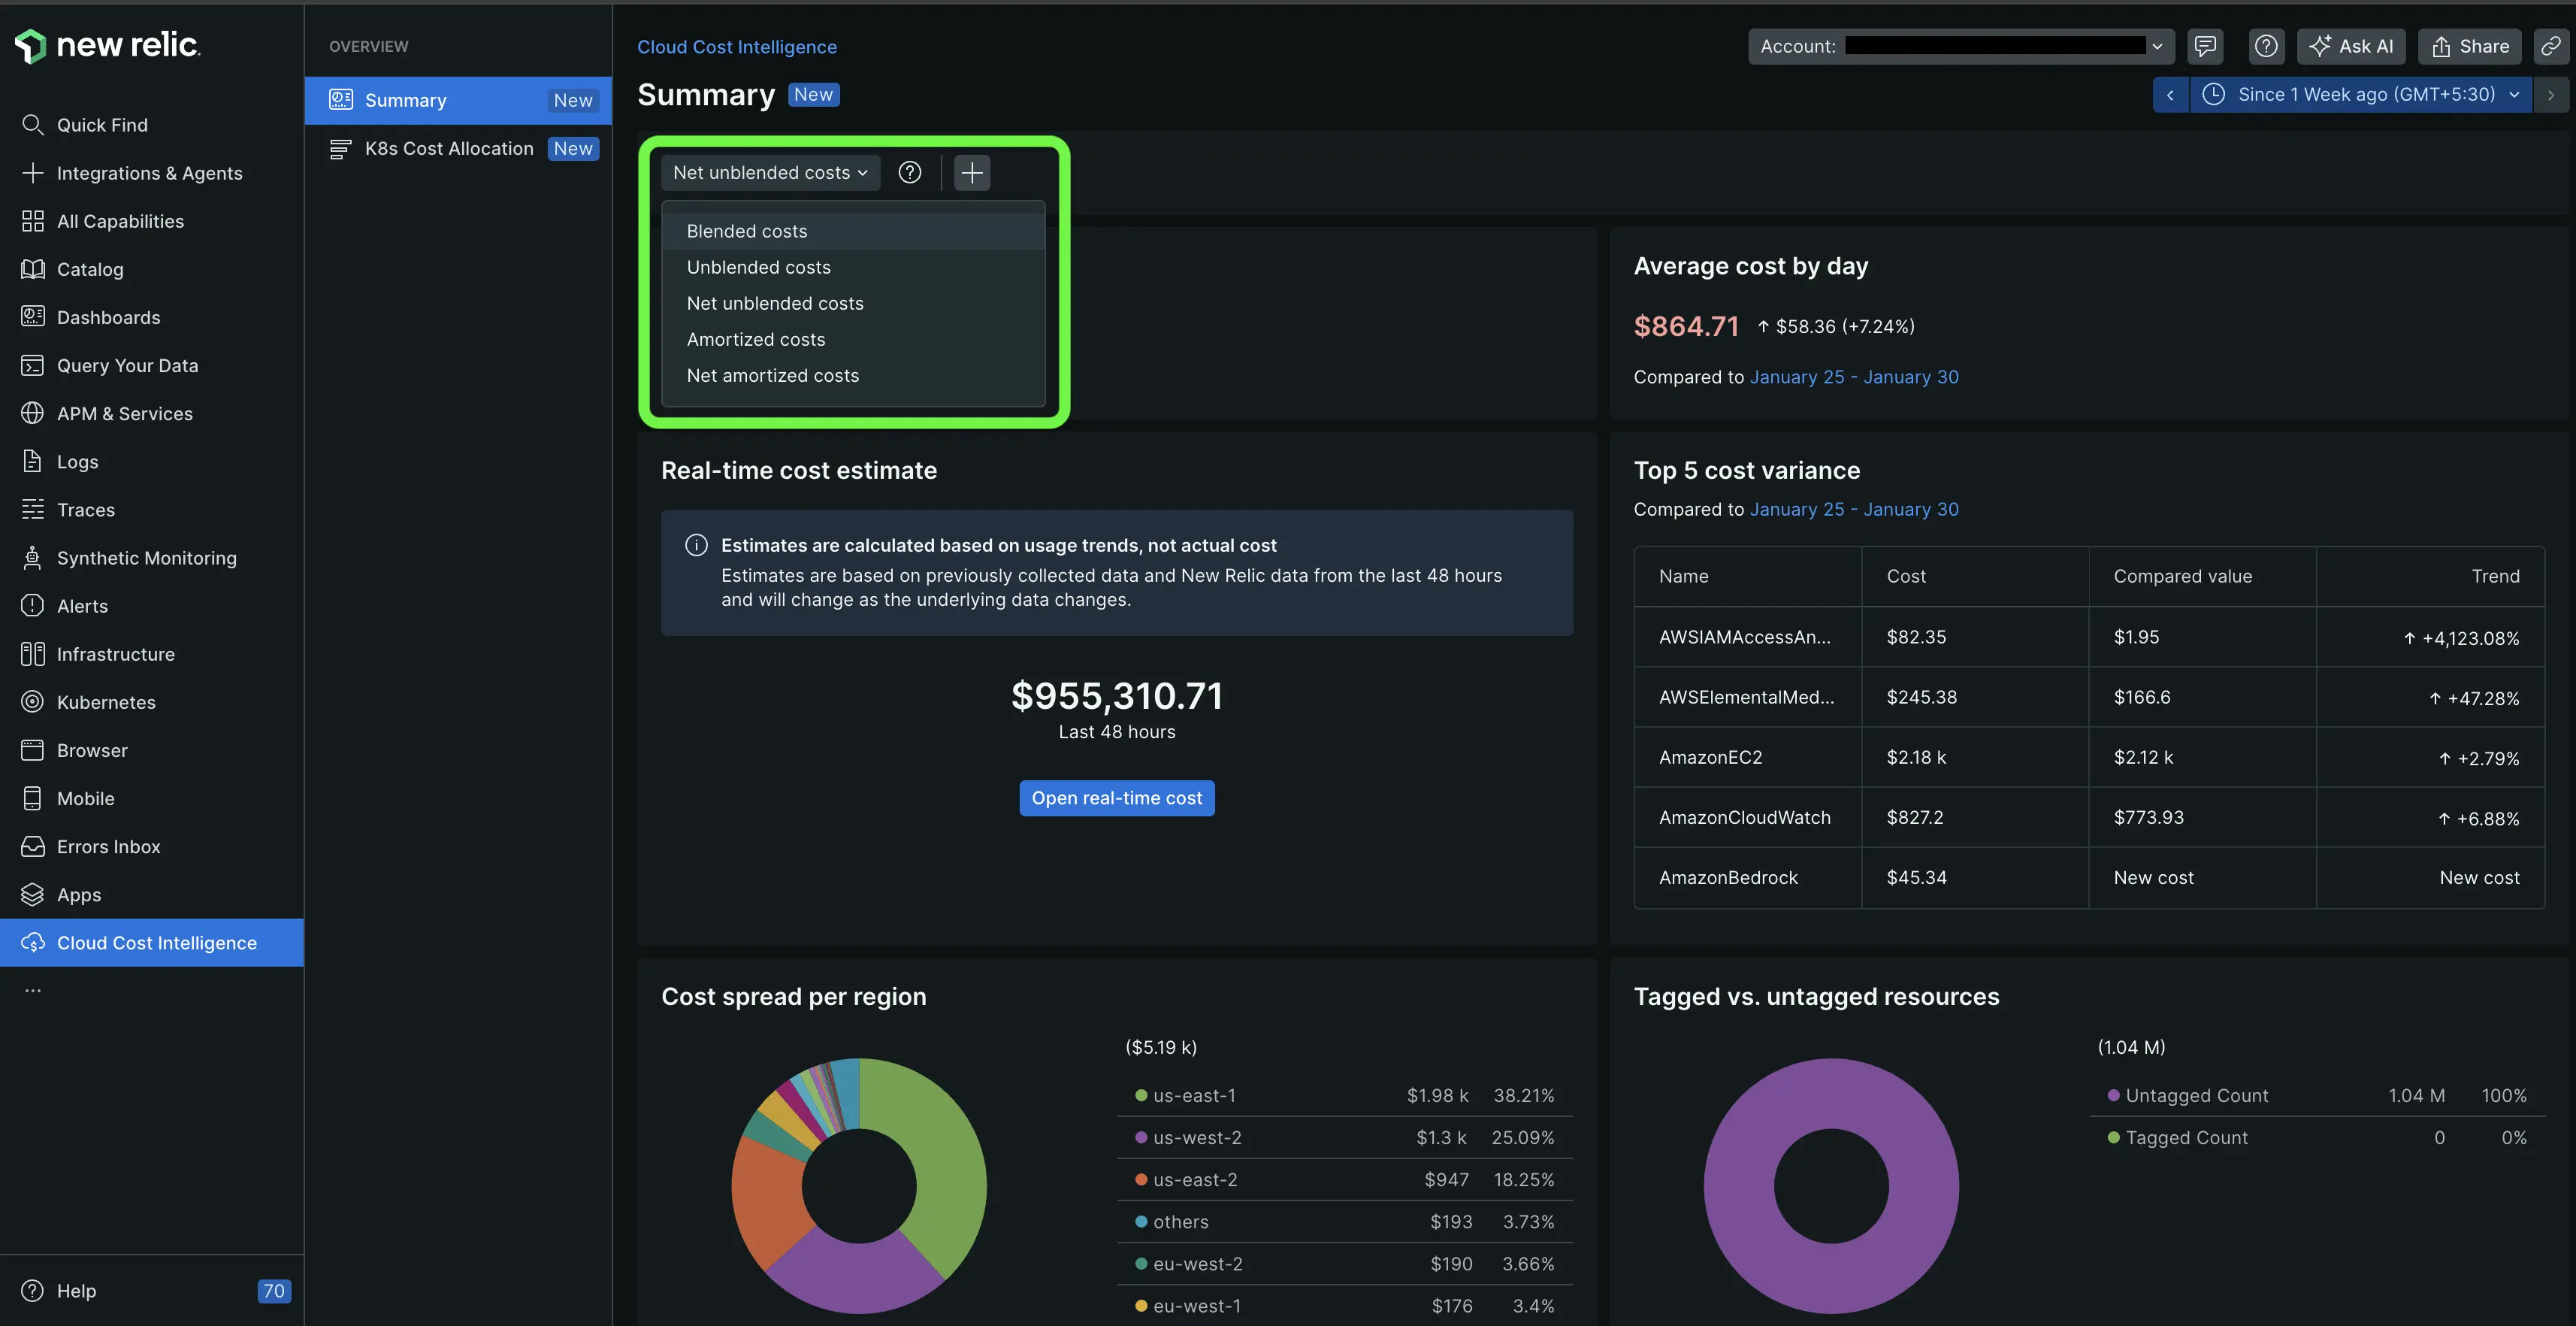 new relic.
Quick Find
Integrations & Agents
All Capabilities
Catalog
Dashboards
Query Your Data
APM & Services
Logs
Traces
Synthetic Monitoring
Alerts
Infrastructure
Kubernetes
Browser
Mobile
Errors Inbox
Apps
Cloud Cost Intelligence
...
Help 70
OVERVIEW
Summary New
K8s Cost Allocation New
Cloud Cost Intelligence
Account:
Ask AI
Share
Summary New
Since 1 Week ago (GMT+5:30)
Net unblended costs
Blended costs
Unblended costs
Net unblended costs
Amortized costs
Net amortized costs
Average cost by day
$864.71 ↑ $58.36 (+7.24%)
Compared to January 25 - January 30
Real-time cost estimate
Estimates are calculated based on usage trends, not actual cost
Estimates are based on previously collected data and New Relic data from the last 48 hours
and will change as the underlying data changes.
$955,310.71
Last 48 hours
Open real-time cost
Top 5 cost variance
Compared to January 25 - January 30
Name Cost Compared value Trend
AWSIAMAccessAn... $82.35 $1.95 ↑ +4,123.08%
AWSElementalMed... $245.38 $166.6 ↑ +47.28%
AmazonEC2 $2.18 k $2.12 k ↑ +2.79%
AmazonCloudWatch $827.2 $773.93 ↑ +6.88%
AmazonBedrock $45.34 New cost New cost
Cost spread per region
($5.19 k)
us-east-1 $1.98 k 38.21%
us-west-2 $1.3 k 25.09%
us-east-2 $947 18.25%
others $193 3.73%
eu-west-2 $190 3.66%
eu-west-1 $176 3.4%
Tagged vs. untagged resources
(1.04 M)
Untagged Count 1.04 M 100%
Tagged Count 0 0%